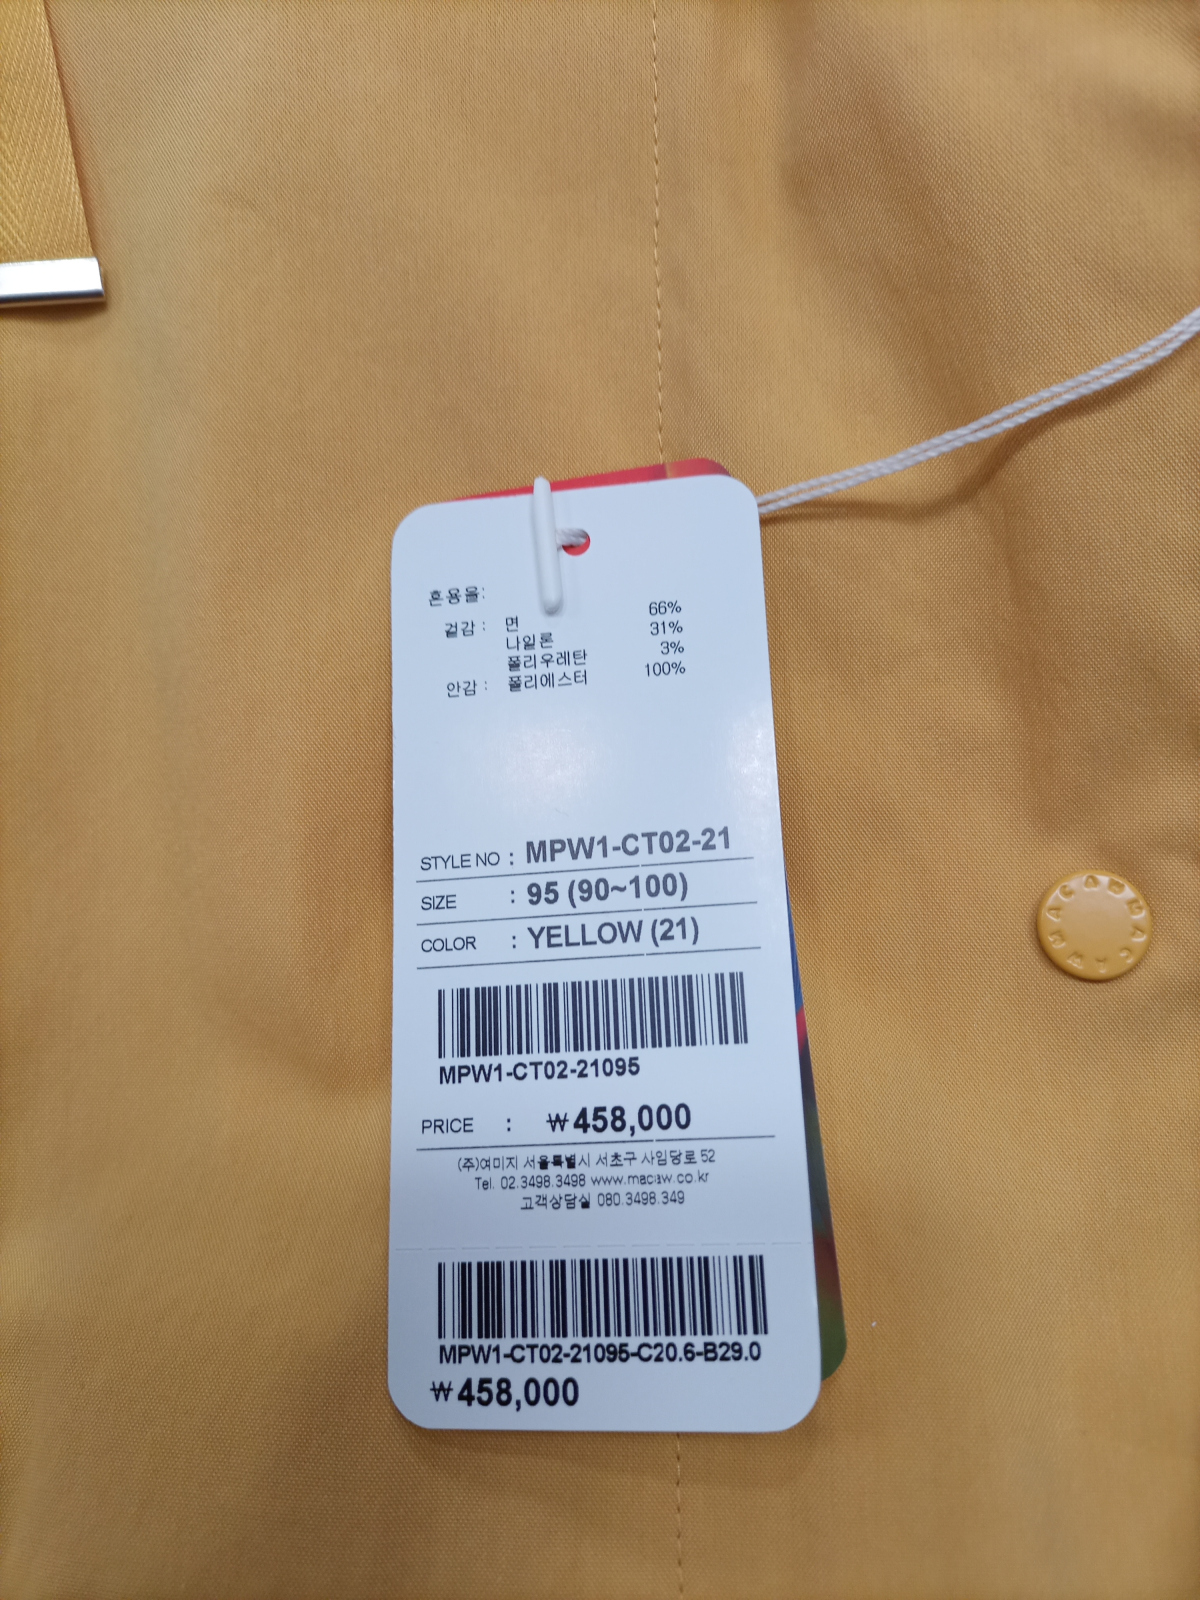 혼용율:
겉감 : 면 66%
나일론 31%
폴리우레탄 3%
안감 : 폴리에스터 100%
STYLE NO : MPW1-CT02-21
SIZE : 95 (90~100)
COLOR : YELLOW (21)
MPW1-CT02-21095
PRICE : ₩458,000
(주)여미지 서울특별시 서초구 사임당로 52
Tel. 02.3498.3498 www.macaw.co.kr
고객상담실 080.3498.349
MPW1-CT02-21095-C20.6-B29.0
₩458,000
MACAW MACAW